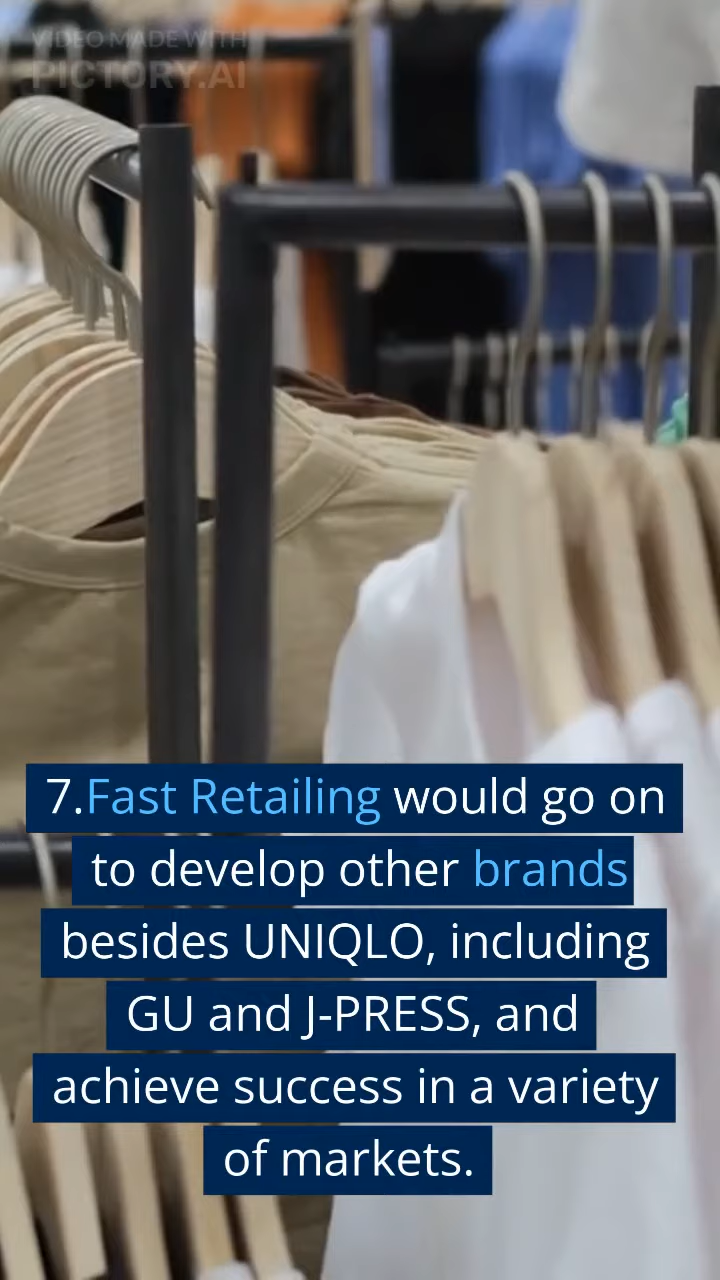 VIDEO MADE WITH
PICTORY.AI
7.Fast Retailing would go on
to develop other brands
besides UNIQLO, including
GU and J-PRESS, and
achieve success in a variety
of markets.